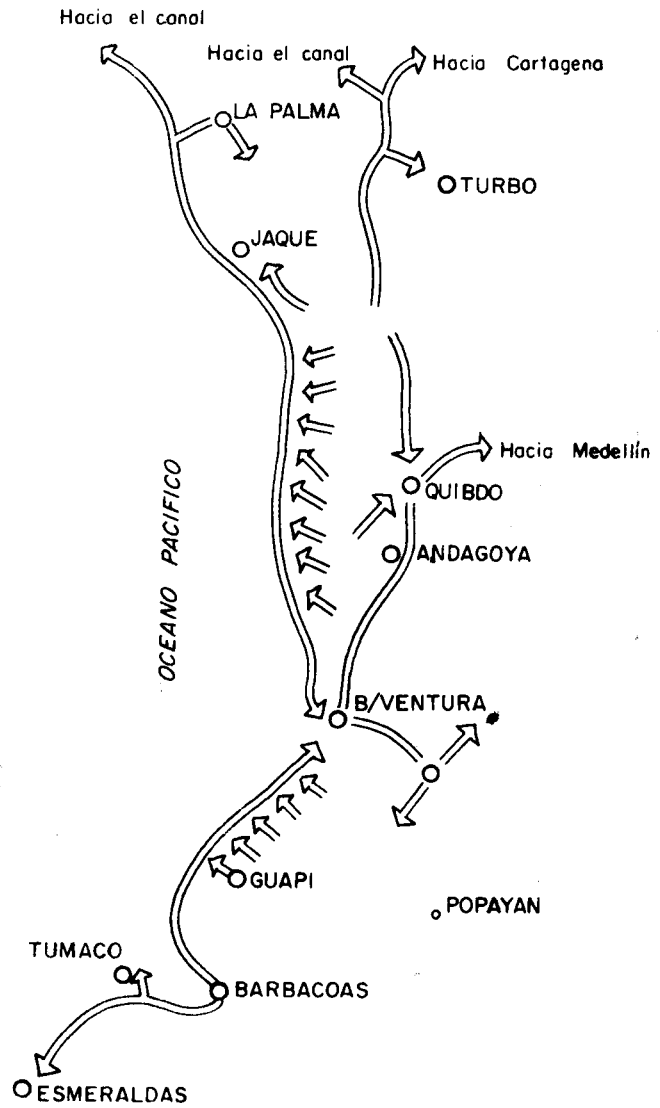 Hacia el canal
Hacia el canal
Hacia Cartagena
LA PALMA
TURBO
JAQUE
Hacia Medellín
QUIBDO
OCEANO PACIFICO
ANDAGOYA
B/VENTURA
GUAPI
POPAYAN
TUMACO
BARBACOAS
ESMERALDAS